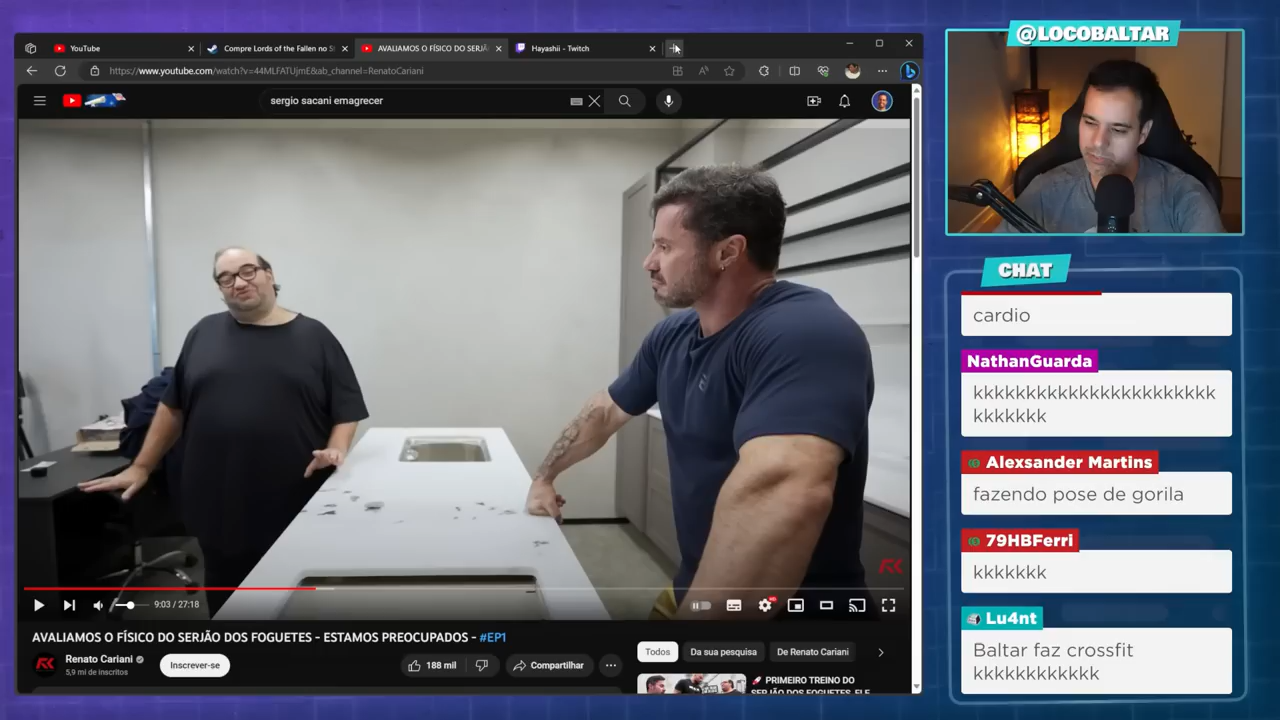 @LOCOBALTAR
YouTube
Compre Lords of the Fallen no S
AVALIAMOS O FÍSICO DO SERJÃ
Hayashii - Twitch
https://www.youtube.com/watch?v=44MLFATUjmE&ab_channel=RenatoCariani
sergio sacani emagrecer
CHAT
cardio
NathanGuarda
kkkkkkkkkkkkkkkkkkkkkkk
kkkkkkk
Alexsander Martins
fazendo pose de gorila
79HBFerri
kkkkkkk
Lu4nt
Baltar faz crossfit
kkkkkkkkkkkk
9:03 / 27:18
AVALIAMOS O FÍSICO DO SERJÃO DOS FOGUETES - ESTAMOS PREOCUPADOS - #EP1
Renato Cariani
5,9 mi de inscritos
Inscrever-se
188 mil
Compartilhar
Todos
Da sua pesquisa
De Renato Cariani
PRIMEIRO TREINO DO
SERJÃO DOS FOGUETES, ELE